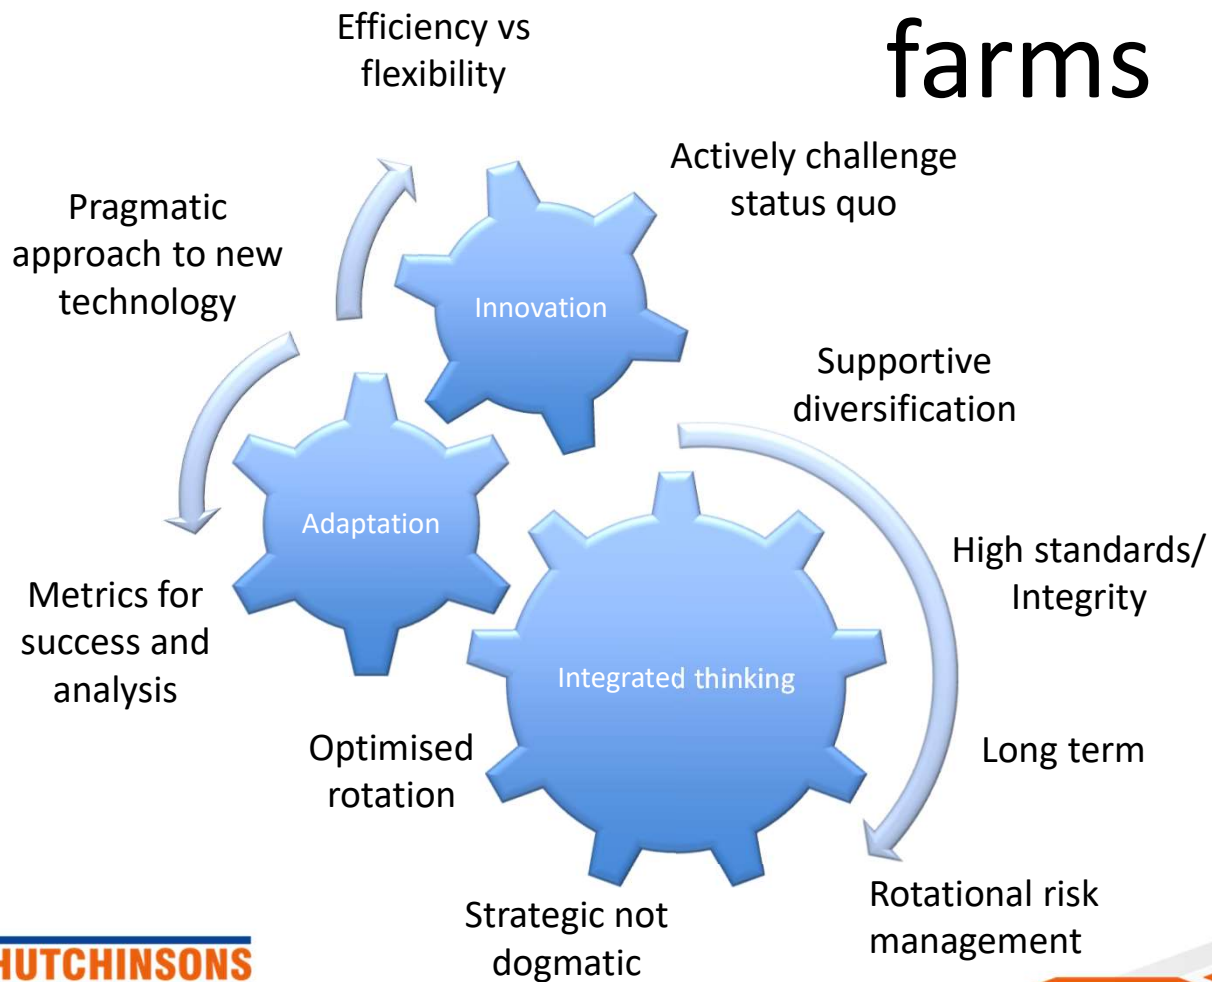 farms
Efficiency vs
flexibility
Actively challenge
status quo
Pragmatic
approach to new
technology
Innovation
Supportive
diversification
Adaptation
High standards/
Integrity
Metrics for
success and
analysis
Integrated thinking
Optimised
rotation
Long term
Rotational risk
management
Strategic not
dogmatic
HUTCHINSONS